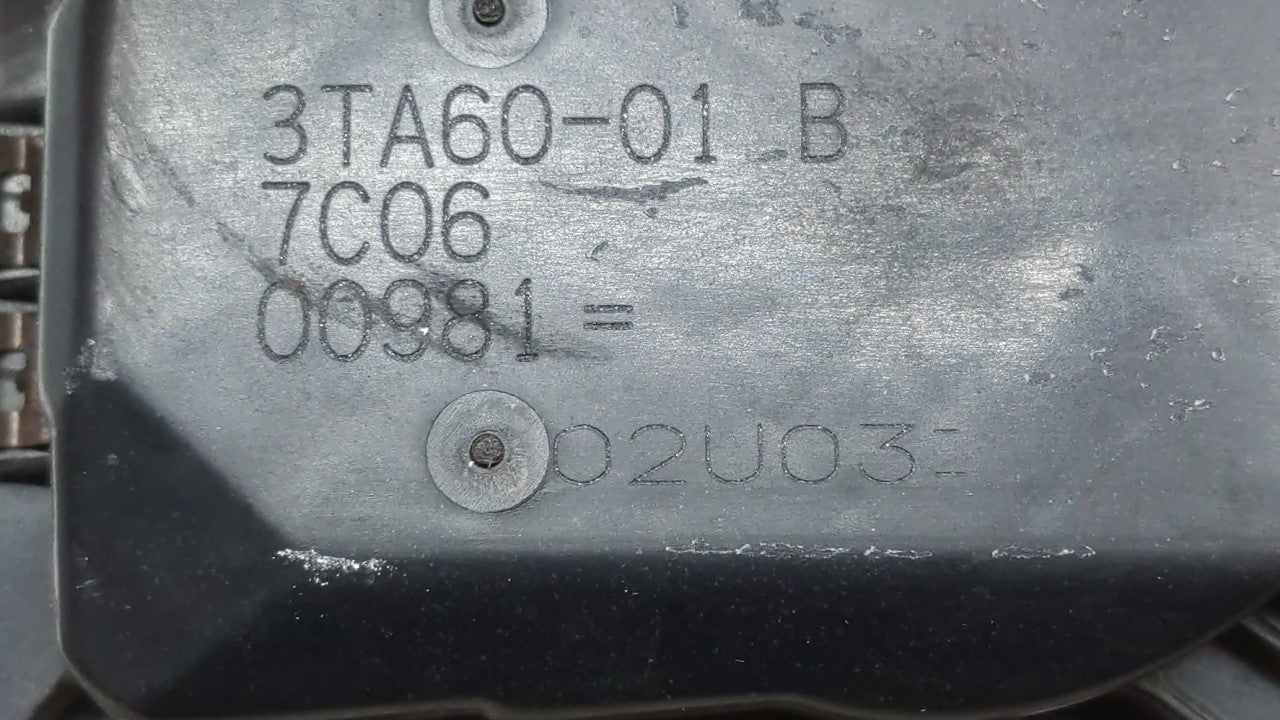 3TA60-01 B
7C06
00981 =
02U03=